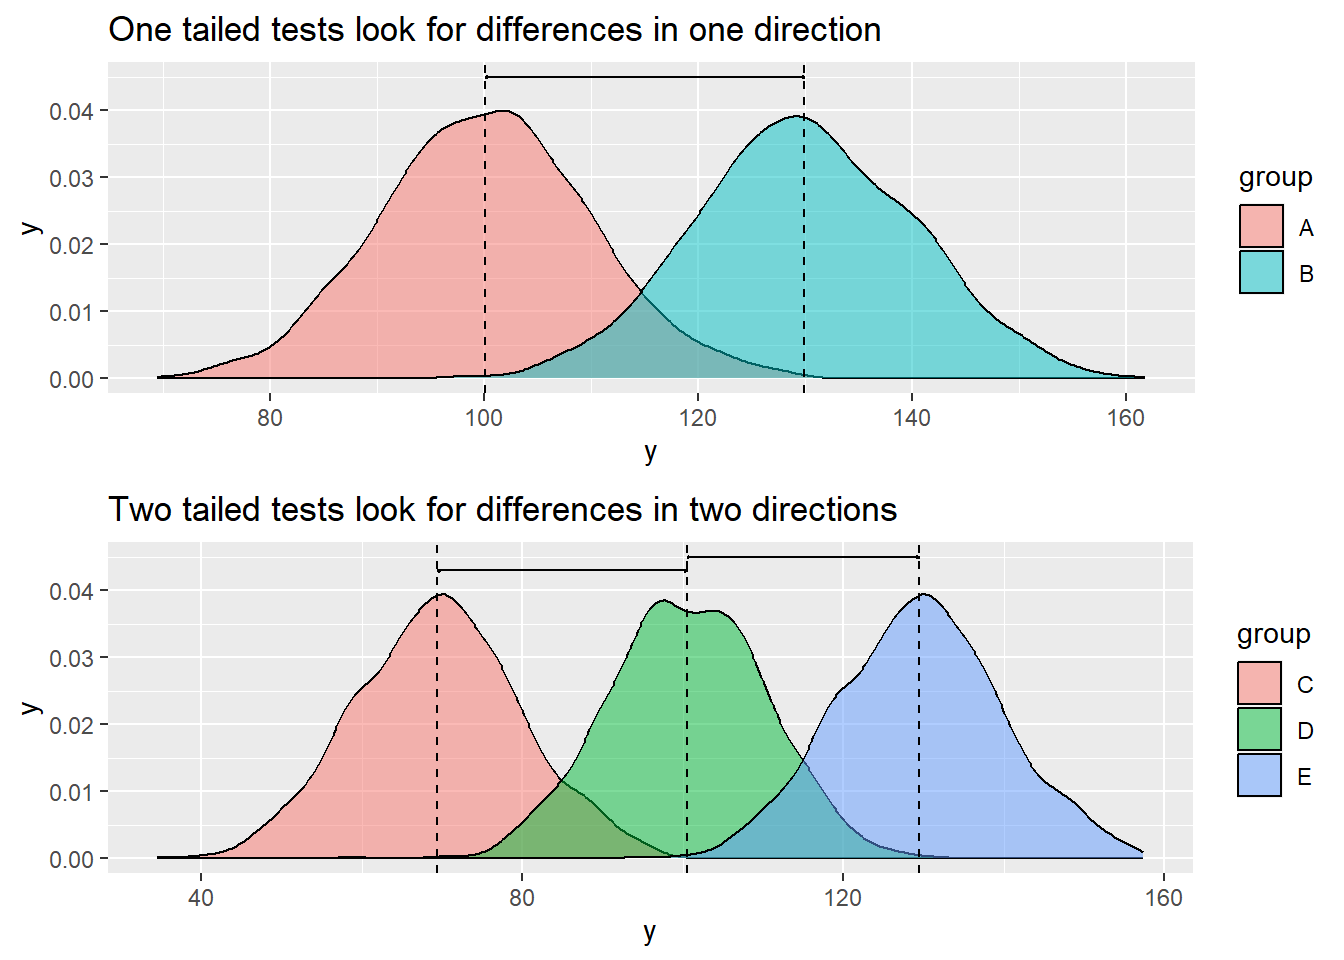 One tailed tests look for differences in one direction
0.04
0.03
0.02
0.01
0.00
y
80 100 120 140 160
y
group
A
B
Two tailed tests look for differences in two directions
0.04
0.03
0.02
0.01
0.00
y
40 80 120 160
y
group
C
D
E